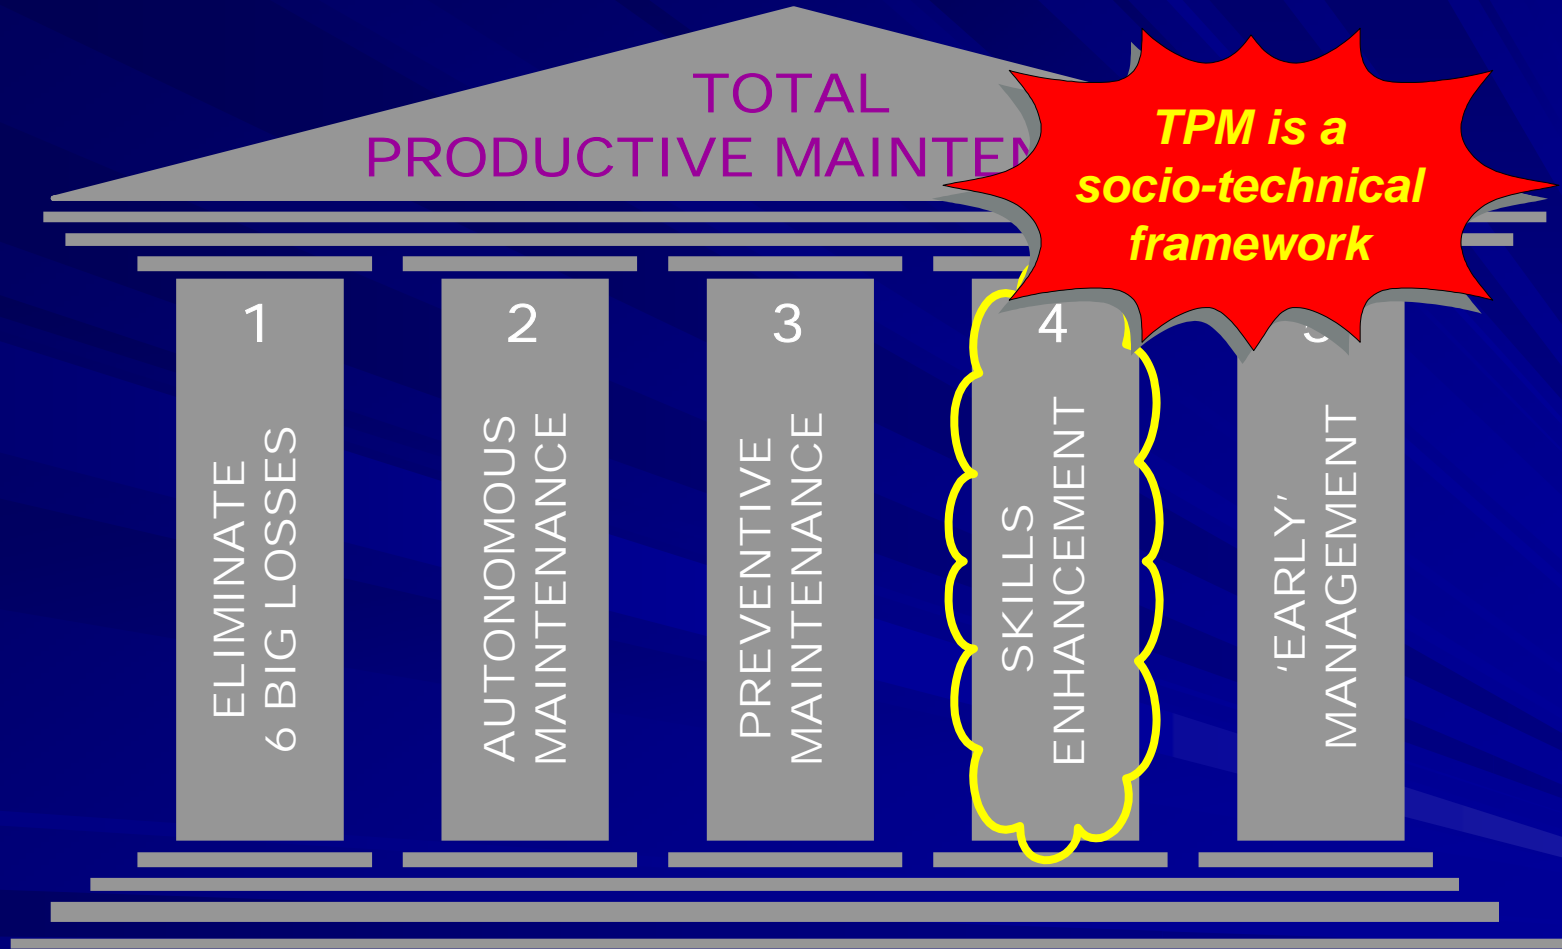 TOTAL
PRODUCTIVE MAINTEN
TPM is a
socio-technical
framework
1
ELIMINATE
6 BIG LOSSES
2
AUTONOMOUS
MAINTENANCE
3
PREVENTIVE
MAINTENANCE
4
SKILLS
ENHANCEMENT
'EARLY'
MANAGEMENT